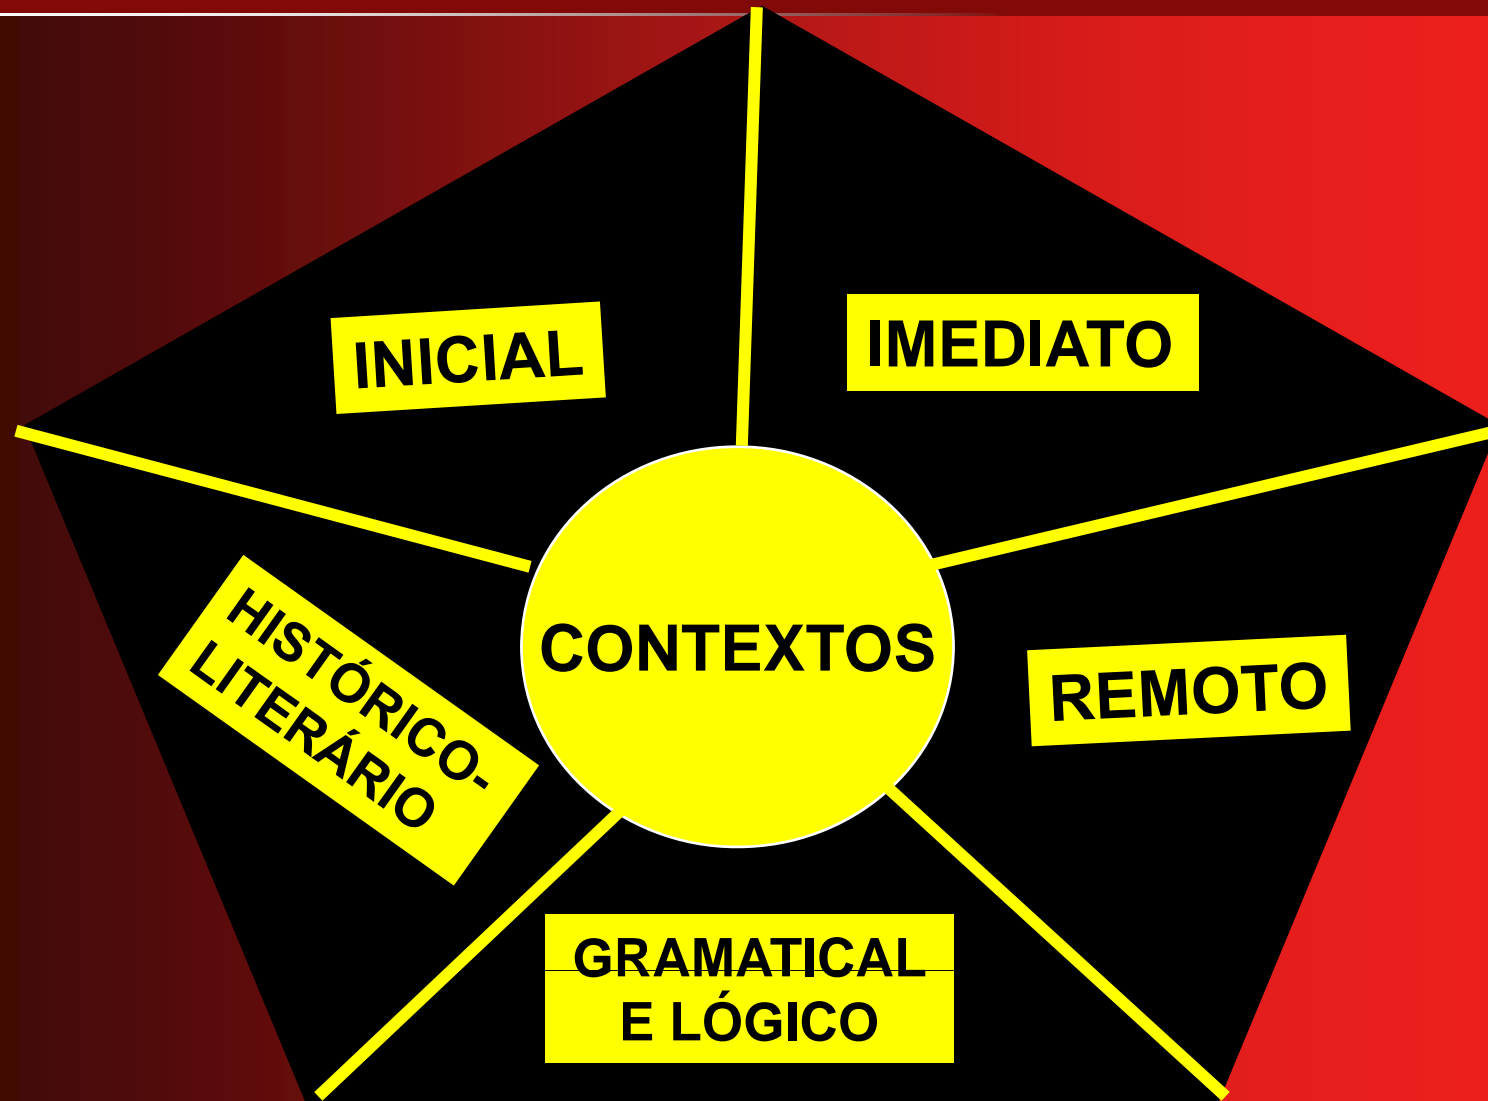 INICIAL
IMEDIATO
CONTEXTOS
HISTÓRICO-
LITERÁRIO
REMOTO
GRAMATICAL
E LÓGICO